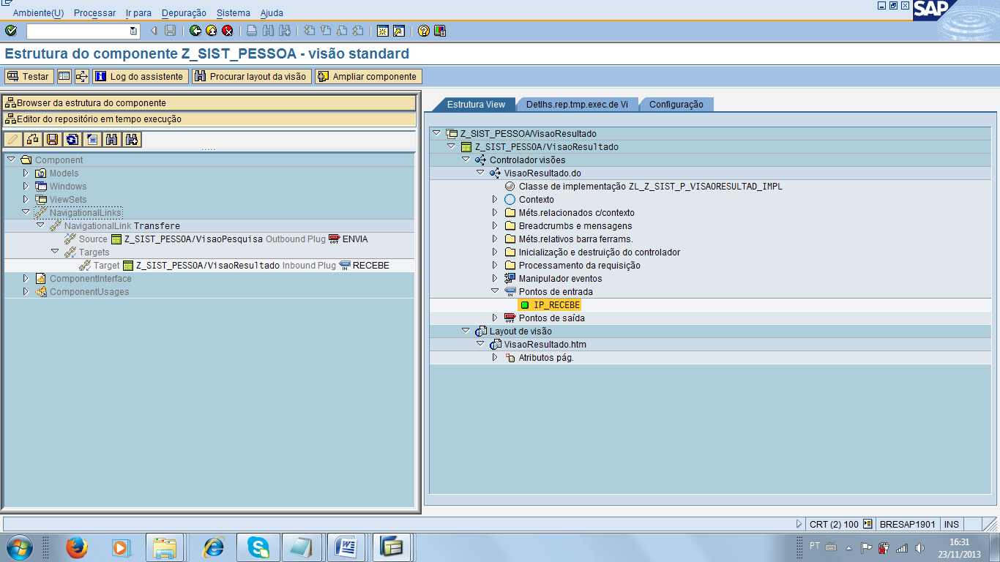 Ambiente(U) Processar Ir para Depuração Sistema Ajuda
SAP
Estrutura do componente Z_SIST_PESSOA - visão standard
Testar Log do assistente Procurar layout da visão Ampliar componente
Browser da estrutura do componente
Editor do repositório em tempo execução
Component
Models
Windows
ViewSets
NavigationalLinks
NavigationalLink Transfere
Source Z_SIST_PESSOA/VisaoPesquisa Outbound Plug OUT ENVIA
Targets
Target Z_SIST_PESSOA/VisaoResultado Inbound Plug IN RECEBE
ComponentInterface
ComponentUsages
Estrutura View Detlhs.rep.tmp.exec.de Vi Configuração
Z_SIST_PESSOA/VisaoResultado
Z_SIST_PESSOA/VisaoResultado
Controlador visões
VisaoResultado.do
Classe de implementação ZL_Z_SIST_P_VISAORESULTAD_IMPL
Contexto
Méts.relacionados c/contexto
Breadcrumbs e mensagens
Méts.relativos barra ferrams.
Inicialização e destruição do controlador
Processamento da requisição
Manipulador eventos
IN Pontos de entrada
IP_RECEBE
OUT Pontos de saída
Layout de visão
VisaoResultado.htm
Atributos pág.
CRT (2) 100 BRESAP1901 INS
PT 16:31
23/11/2013